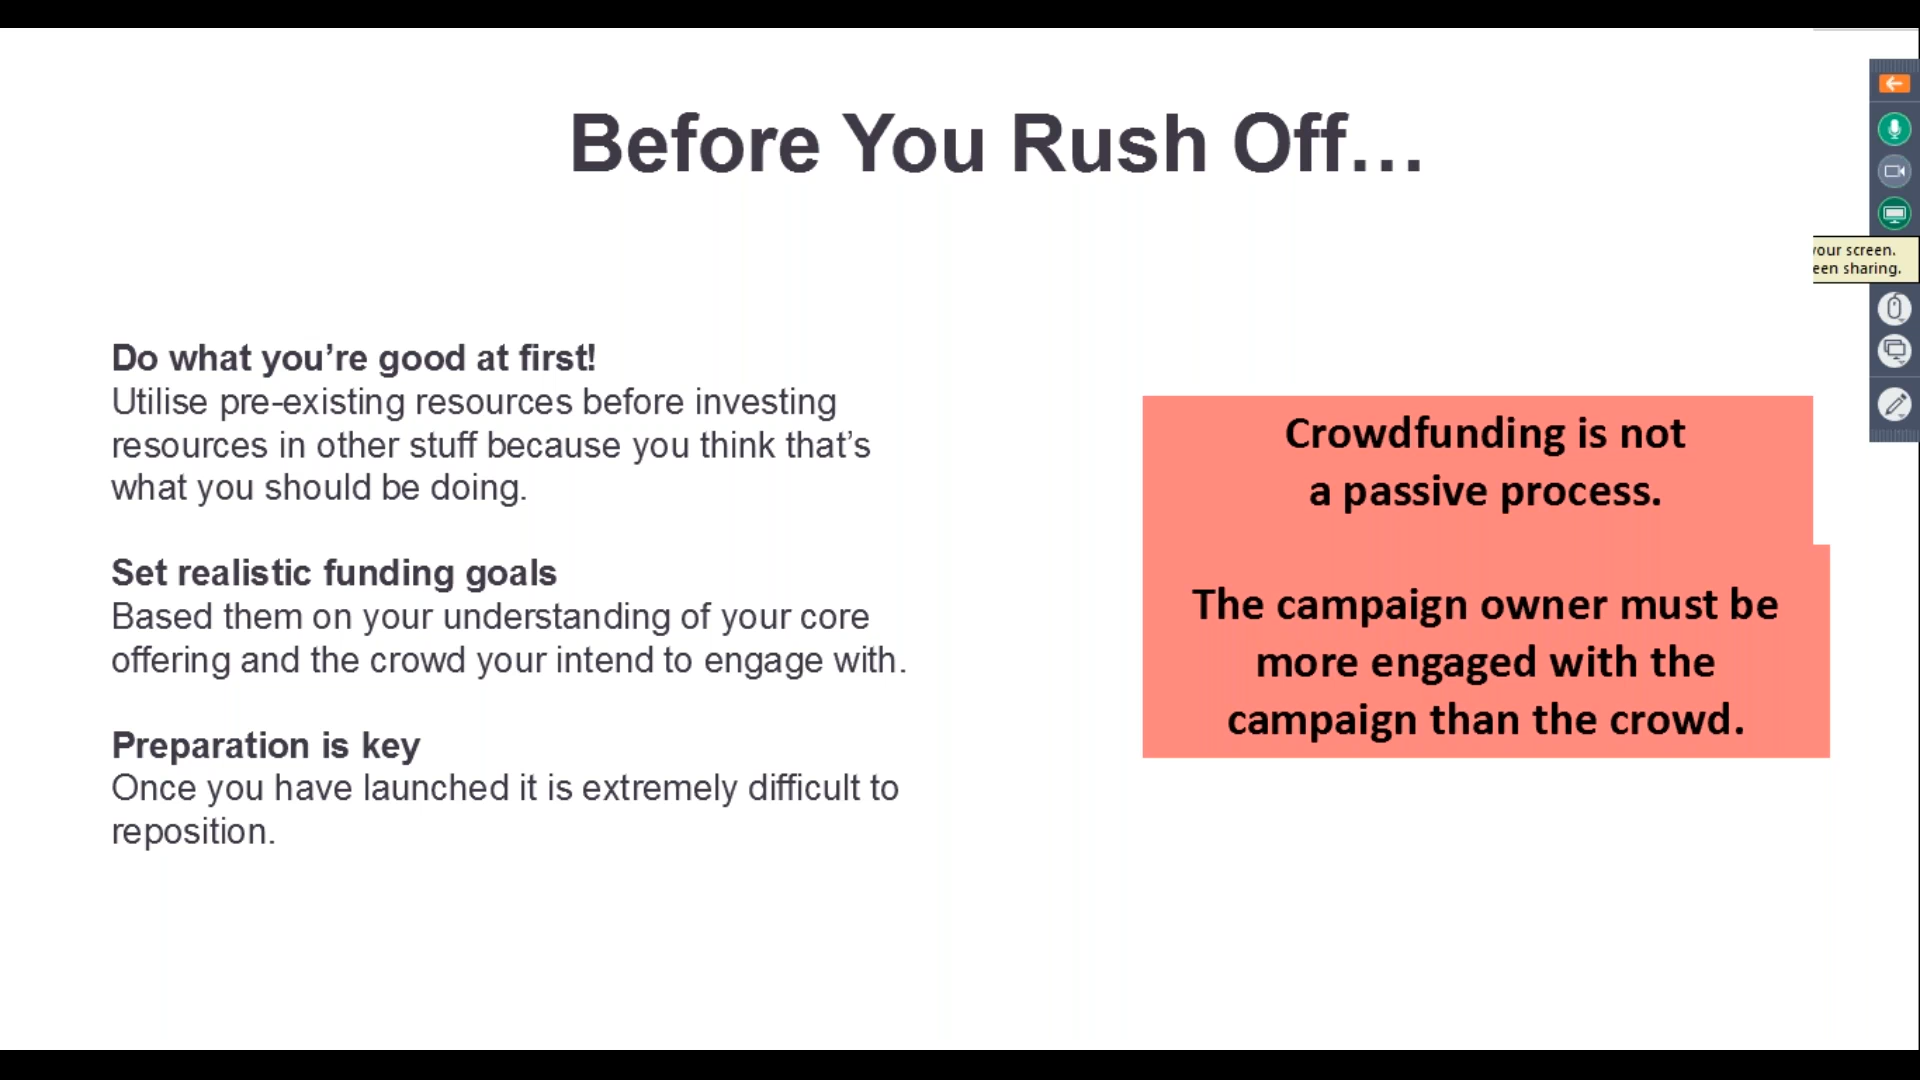 Before You Rush Off...
Do what you're good at first!
Utilise pre-existing resources before investing
resources in other stuff because you think that's
what you should be doing.
Set realistic funding goals
Based them on your understanding of your core
offering and the crowd your intend to engage with.
Preparation is key
Once you have launched it is extremely difficult to
reposition.
Crowdfunding is not
a passive process.
The campaign owner must be
more engaged with the
campaign than the crowd.
your screen.
sharing.